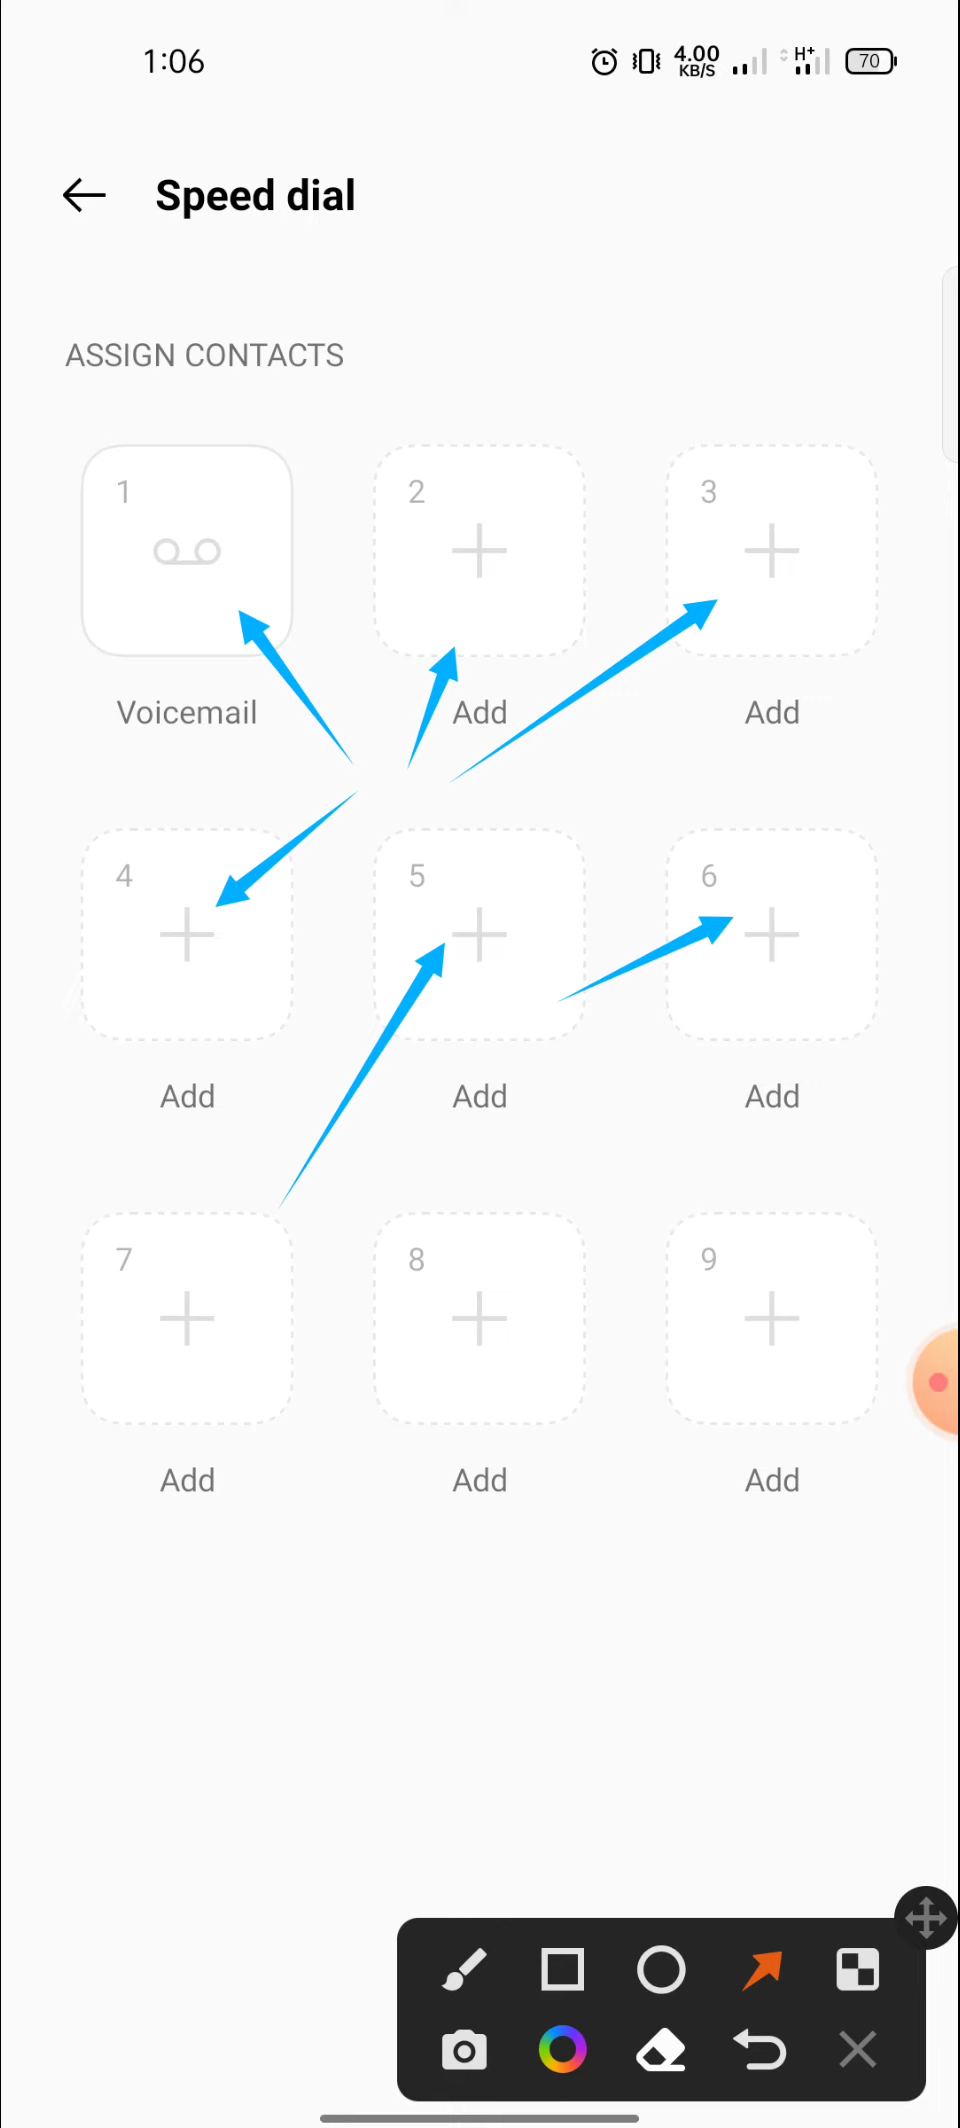 1:06 4.00 KB/S H+ 70
Speed dial
ASSIGN CONTACTS
1 2 3
Voicemail Add Add
4 5 6
Add Add Add
7 8 9
Add Add Add